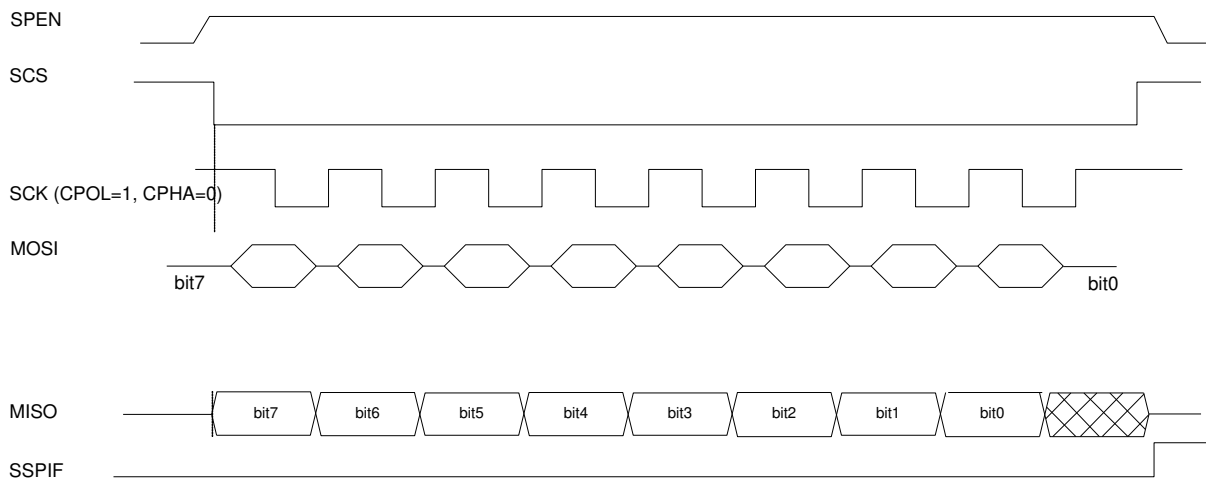 SPEN
SCS
SCK (CPOL=1, CPHA=0)
MOSI
bit7 bit0
MISO bit7 bit6 bit5 bit4 bit3 bit2 bit1 bit0
SSPIF